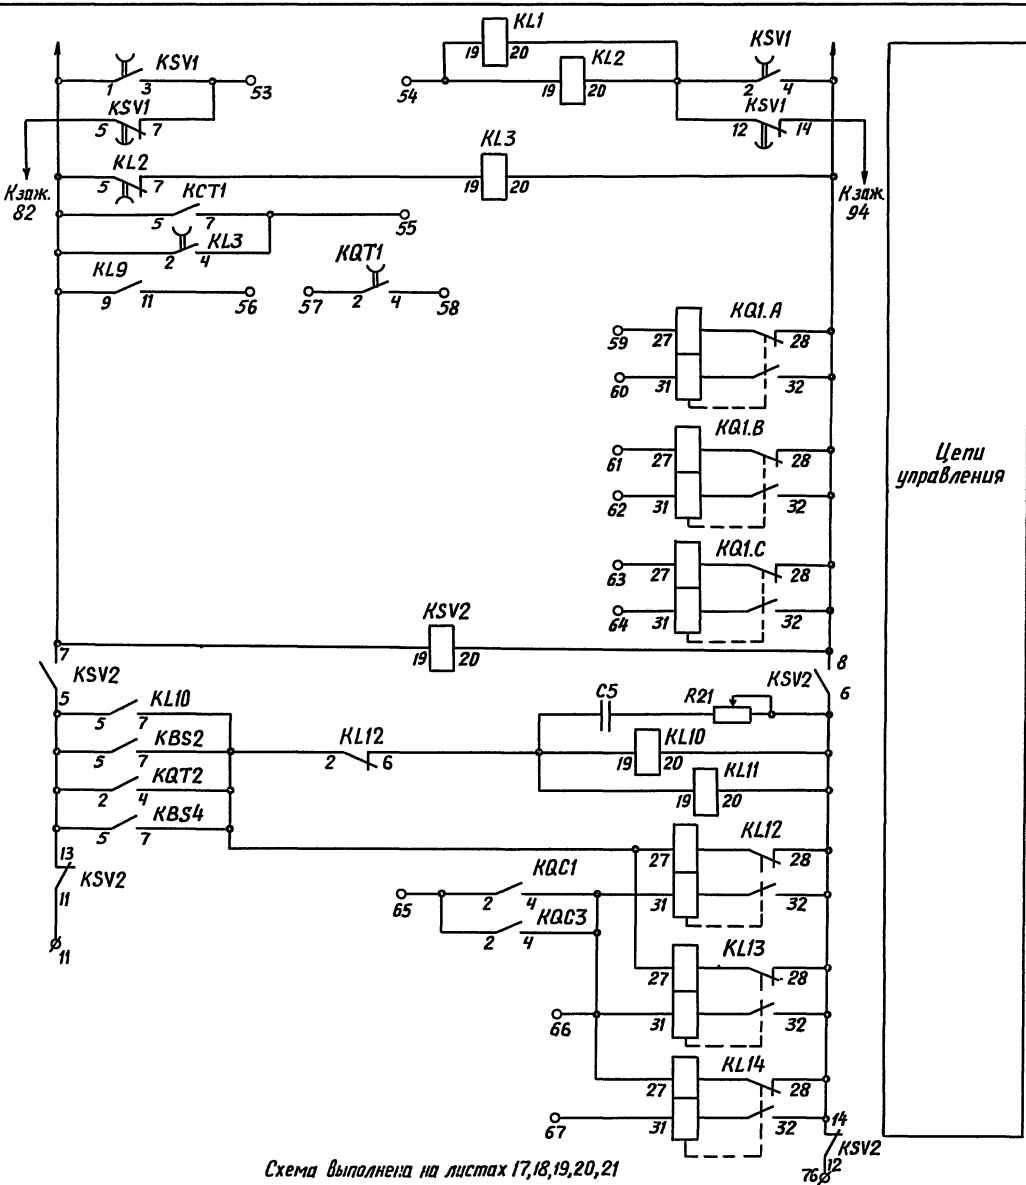 KL1
19 20
KL2
19 20
KSV1
1 3
53
54
KSV1
2 4
KSV1
5 7
KSV1
12 14
К заж.
82
KL2
5 7
KL3
19 20
К заж.
94
KCT1
5 7
55
KL3
2 4
KL9
9 11
56
57
KQT1
2 4
58
KQ1.A
59 27 28
60 31 32
KQ1.B
61 27 28
62 31 32
KQ1.C
63 27 28
64 31 32
Цепи
управления
KSV2
19 20
7
KSV2
5
8
KSV2
6
KL10
5 7
C5
R21
KBS2
5 7
KL12
2 6
KL10
19 20
KQT2
2 4
KL11
19 20
KBS4
5 7
KL12
27 28
31 32
13
KSV2
11
11
65
KQC1
2 4
KQC3
2 4
KL13
27 28
66 31 32
KL14
27 28
67 31 32
14
KSV2
12
76
Схема выполнена на листах 17,18,19,20,21